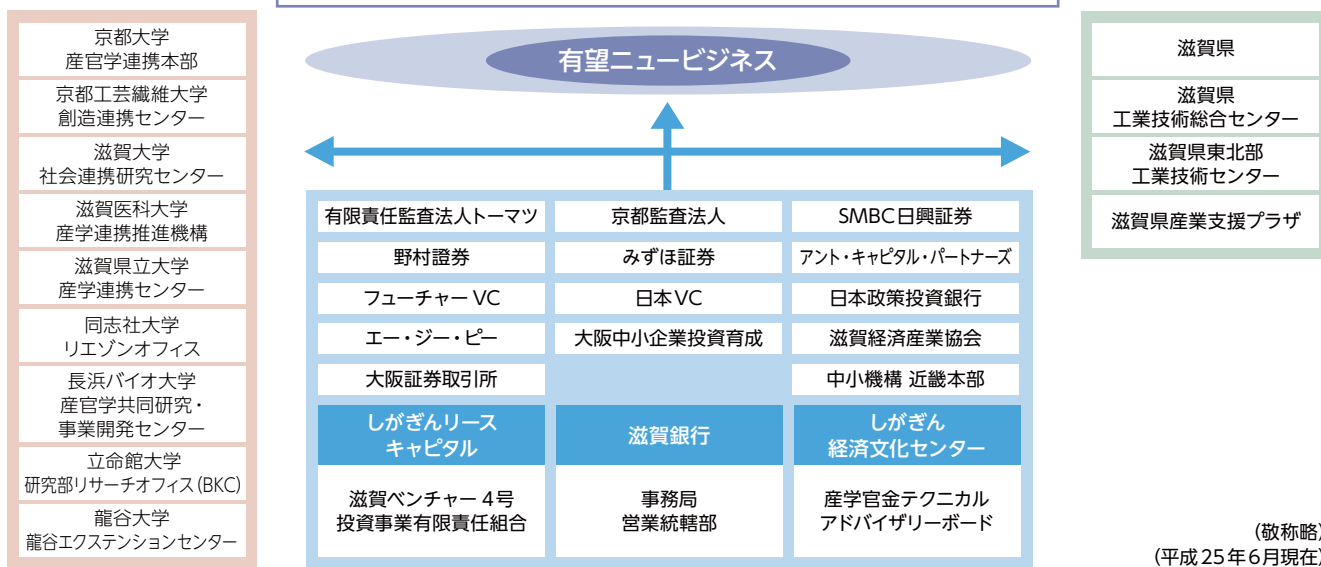 京都大学
産官学連携本部
京都工芸繊維大学
創造連携センター
滋賀大学
社会連携研究センター
滋賀医科大学
産学連携推進機構
滋賀県立大学
産学連携センター
同志社大学
リエゾンオフィス
長浜バイオ大学
産官学共同研究・
事業開発センター
立命館大学
研究部リサーチオフィス(BKC)
龍谷大学
龍谷エクステンションセンター
有望ニュービジネス
有限責任監査法人トーマツ
京都監査法人
SMBC日興証券
野村證券
みずほ証券
アント・キャピタル・パートナーズ
フューチャーVC
日本VC
日本政策投資銀行
エー・ジー・ピー
大阪中小企業投資育成
滋賀経済産業協会
大阪証券取引所
中小機構 近畿本部
しがぎんリース
キャピタル
滋賀銀行
しがぎん
経済文化センター
滋賀ベンチャー4号
投資事業有限責任組合
事務局
営業統轄部
産学官金テクニカル
アドバイザリーボード
滋賀県
滋賀県
工業技術総合センター
滋賀県東北部
工業技術センター
滋賀県産業支援プラザ
(敬称略)
(平成25年6月現在)